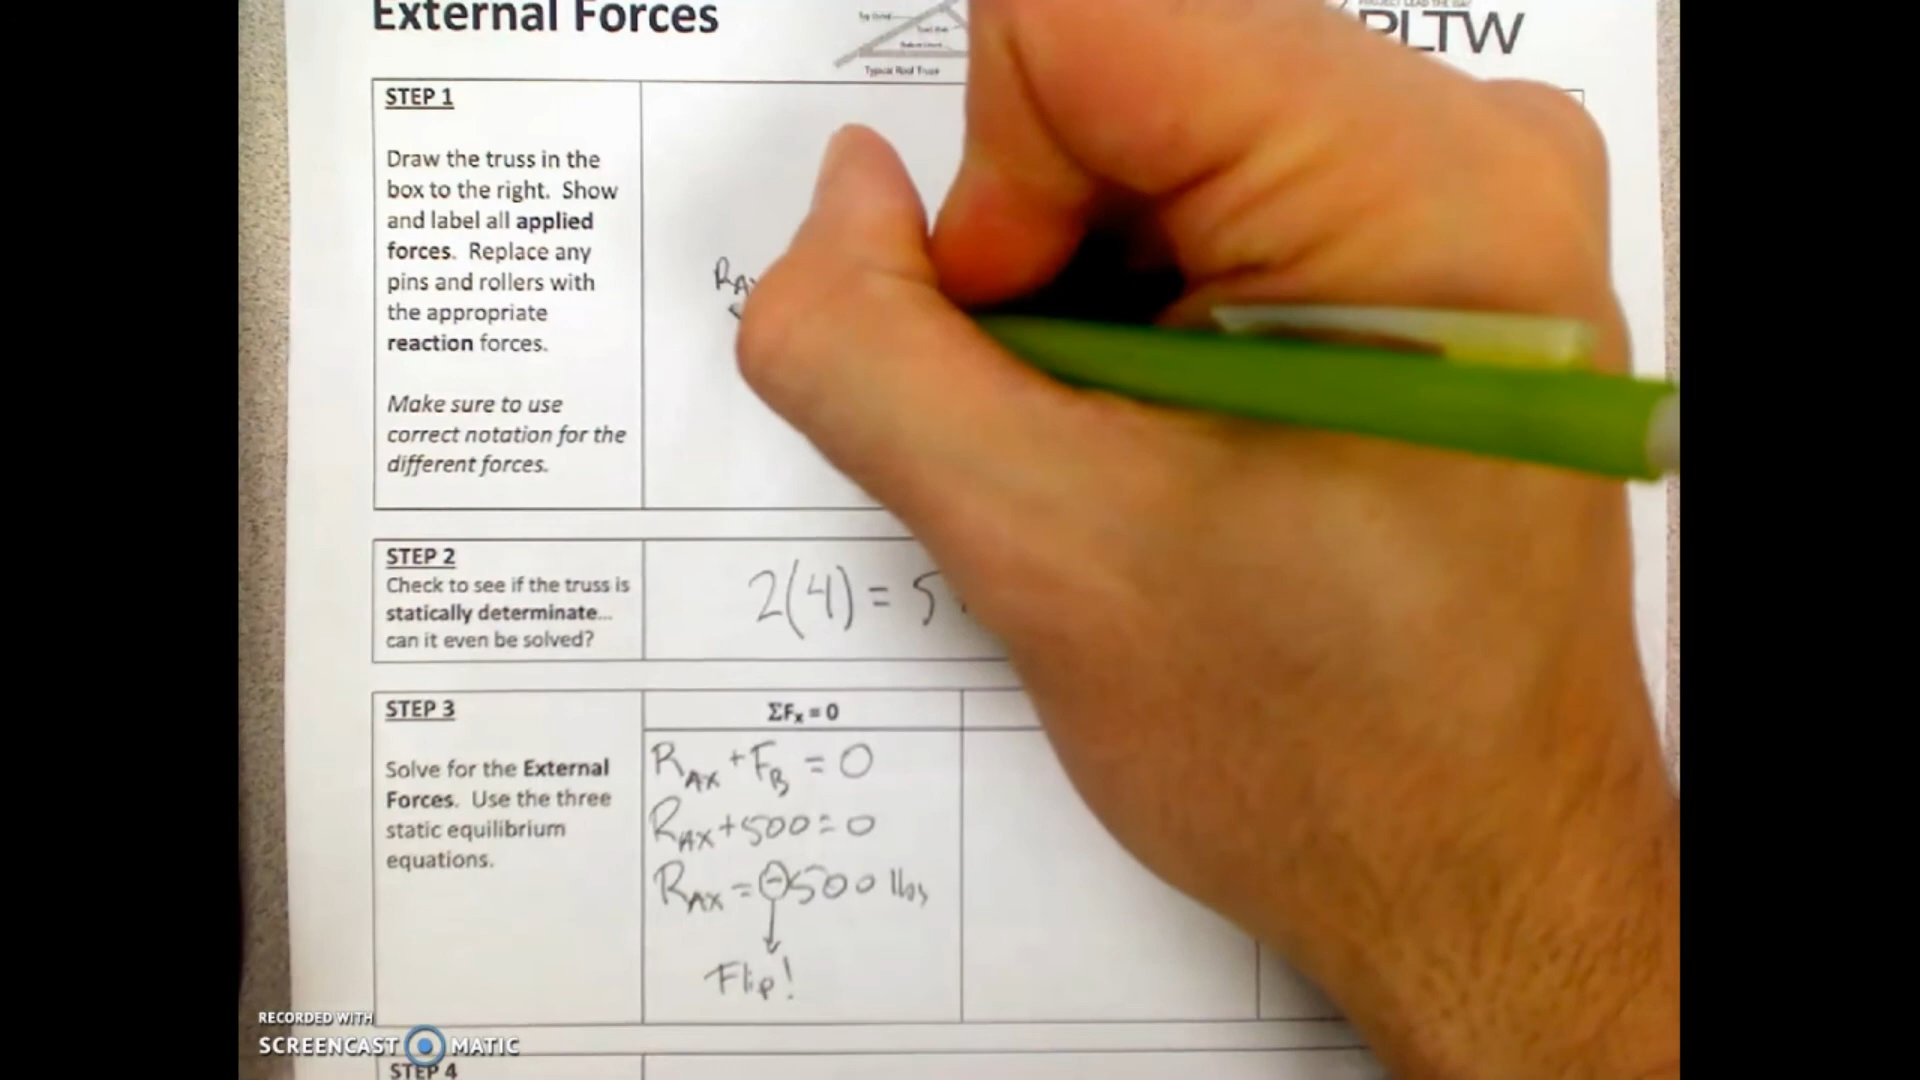 External Forces
PLTW
Typical Roof Truss
STEP 1
Draw the truss in the
box to the right. Show
and label all applied
forces. Replace any
pins and rollers with
the appropriate
reaction forces.
Make sure to use
correct notation for the
different forces.
RAX
STEP 2
Check to see if the truss is
statically determinate...
can it even be solved?
2(4) = 5
STEP 3
Solve for the External
Forces. Use the three
static equilibrium
equations.
ΣFx = 0
RAX + FB = 0
RAX + 500 = 0
RAX = -500 lbs
Flip!
STEP 4
RECORDED WITH
SCREENCAST MATIC